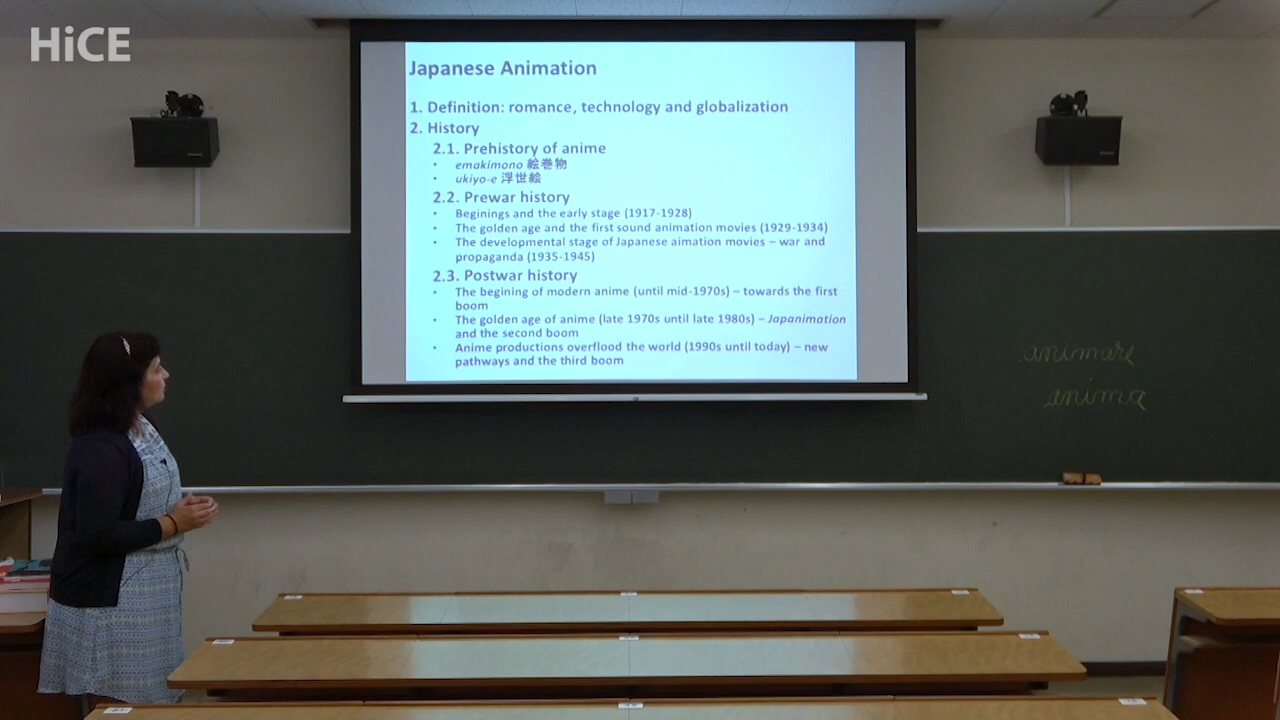 HiCE
Japanese Animation
1. Definition: romance, technology and globalization
2. History
2.1. Prehistory of anime
• emakimono 絵巻物
• ukiyo-e 浮世絵
2.2. Prewar history
• Beginings and the early stage (1917-1928)
• The golden age and the first sound animation movies (1929-1934)
• The developmental stage of Japanese aimation movies – war and
propaganda (1935-1945)
2.3. Postwar history
• The begining of modern anime (until mid-1970s) – towards the first
boom
• The golden age of anime (late 1970s until late 1980s) – Japanimation
and the second boom
• Anime productions overflood the world (1990s until today) – new
pathways and the third boom
animare
anima